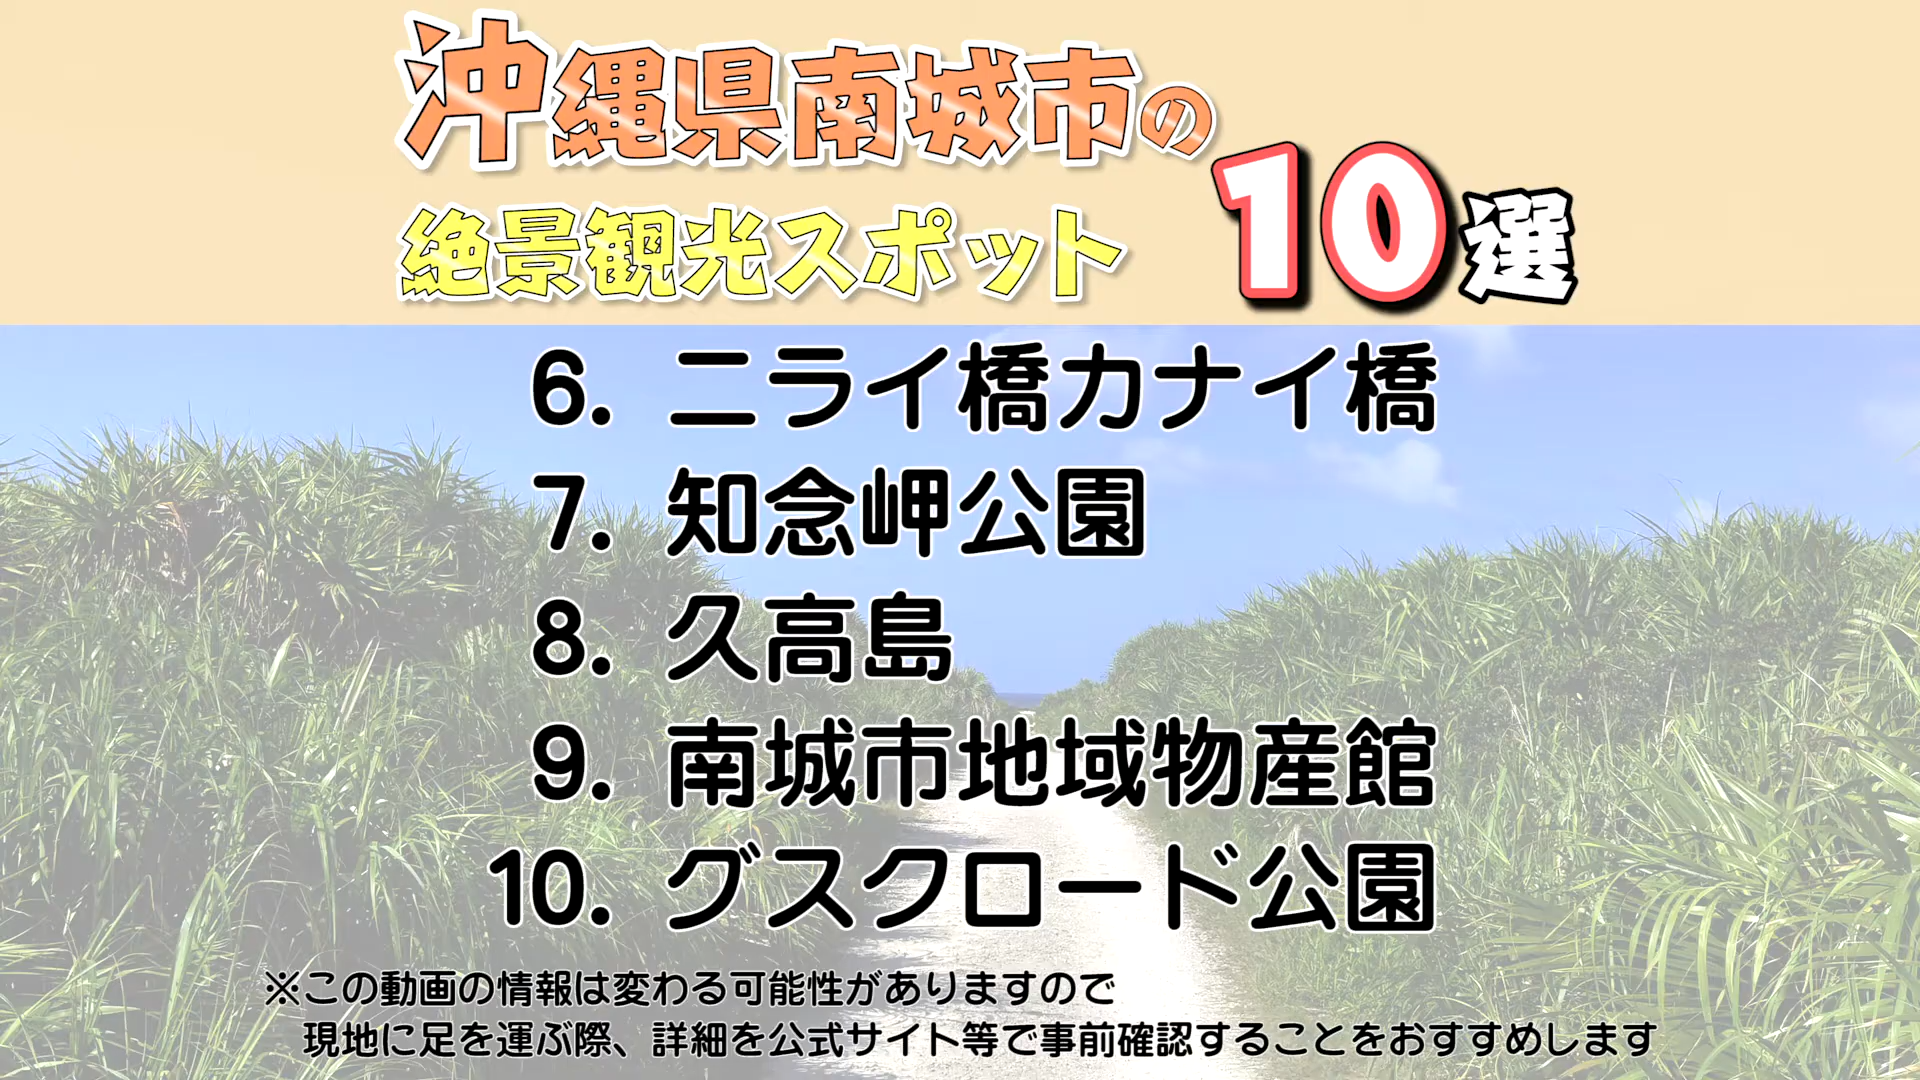 沖縄県南城市の
絶景観光スポット10選
6. ニライ橋カナイ橋
7. 知念岬公園
8. 久高島
9. 南城市地域物産館
10. グスクロード公園
※この動画の情報は変わる可能性がありますので
現地に足を運ぶ際、詳細を公式サイト等で事前確認することをおすすめします